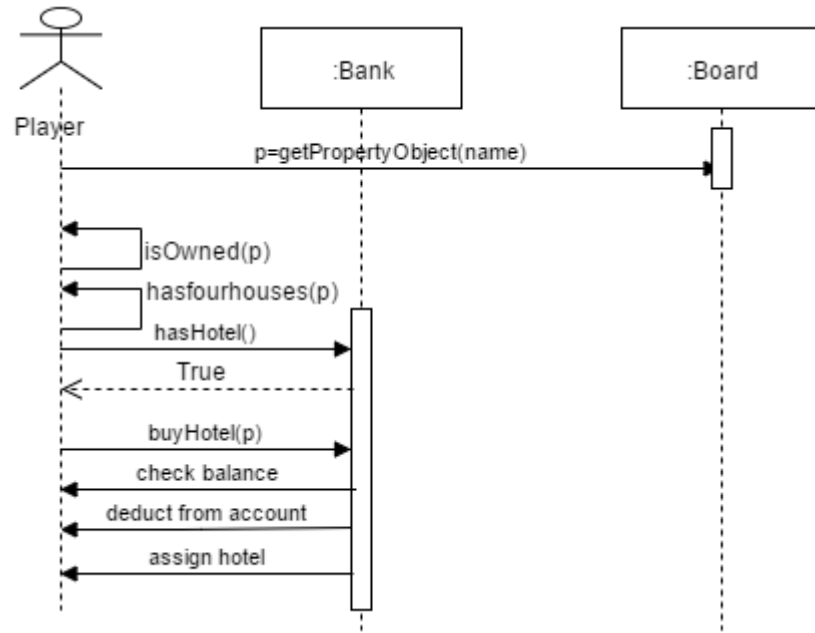 :Bank
:Board
Player
p=getPropertyObject(name)
isOwned(p)
hasfourhouses(p)
hasHotel()
True
buyHotel(p)
check balance
deduct from account
assign hotel